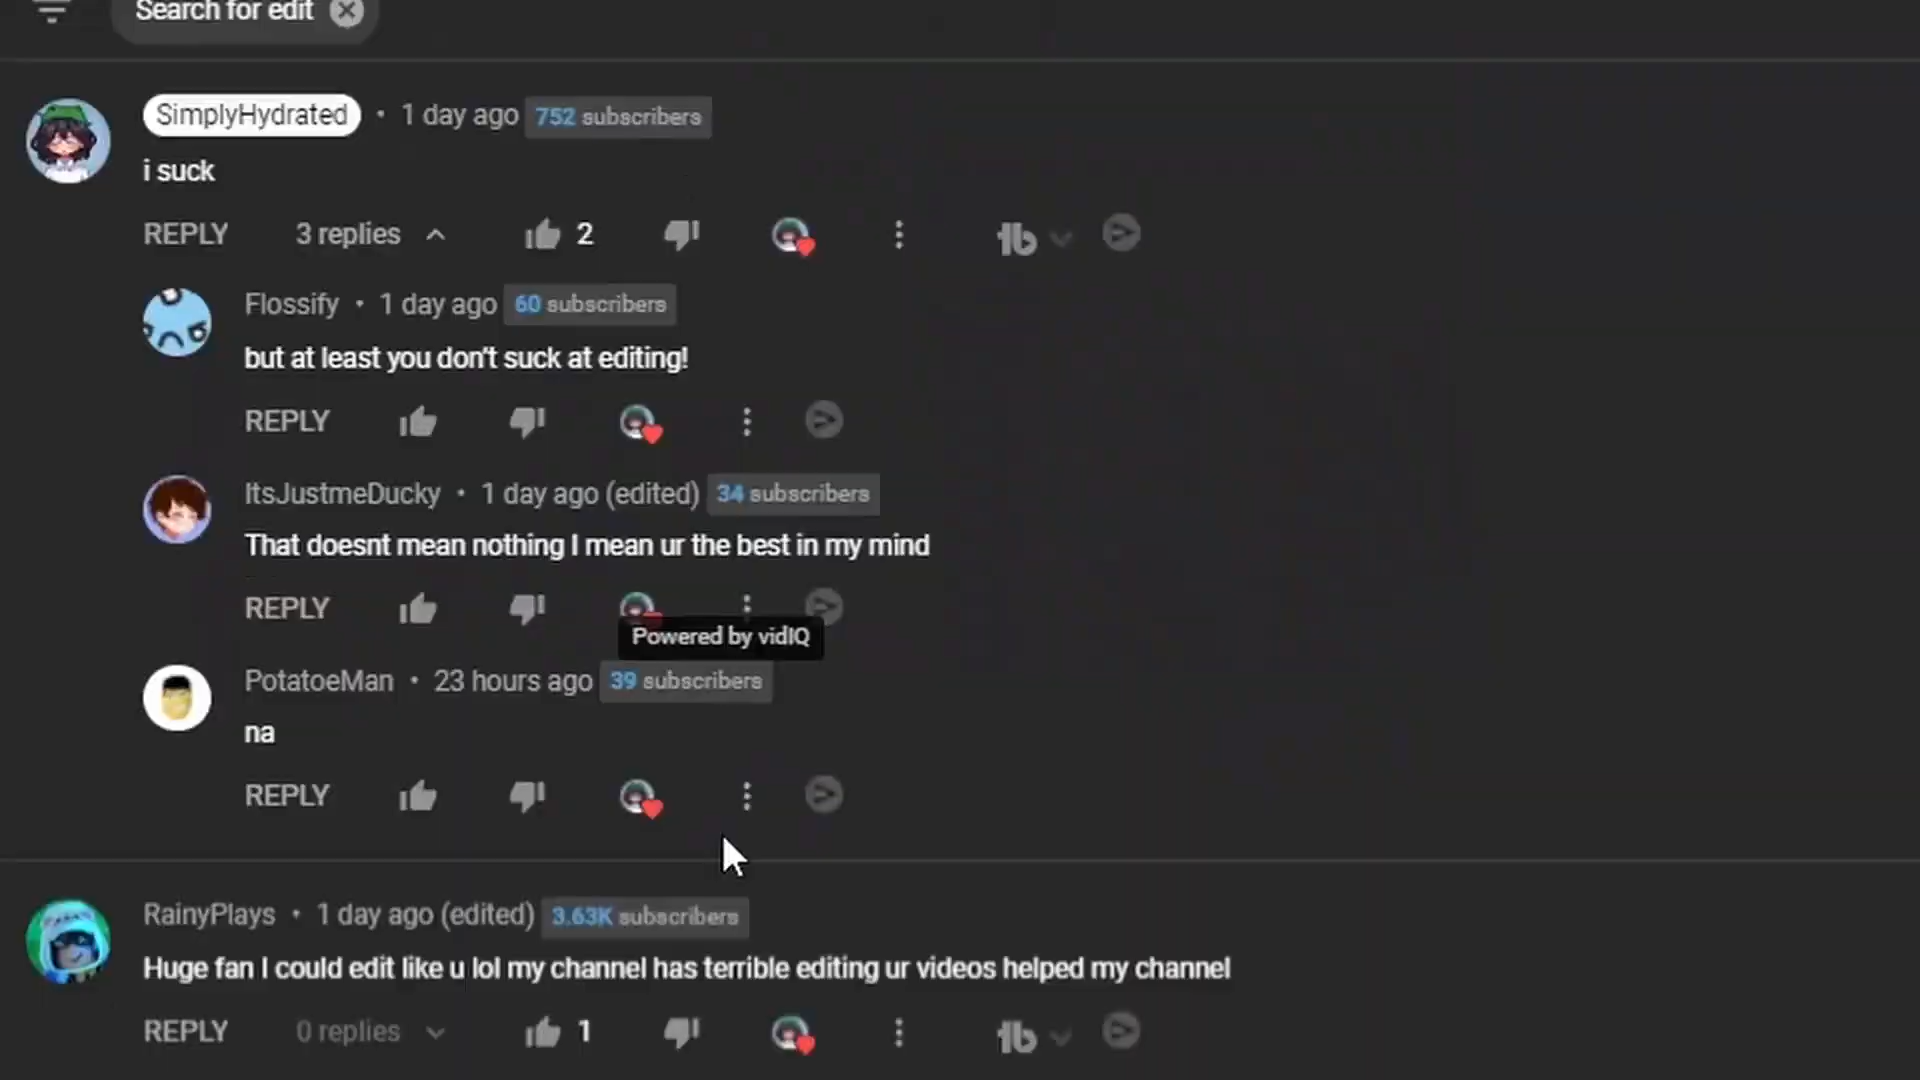 Search for edit
SimplyHydrated • 1 day ago 752 subscribers
i suck
REPLY 3 replies 2
Flossify • 1 day ago 60 subscribers
but at least you don't suck at editing!
REPLY
ItsJustmeDucky • 1 day ago (edited) 34 subscribers
That doesnt mean nothing I mean ur the best in my mind
REPLY
Powered by vidIQ
PotatoeMan • 23 hours ago 39 subscribers
na
REPLY
RainyPlays • 1 day ago (edited) 3.63K subscribers
Huge fan I could edit like u lol my channel has terrible editing ur videos helped my channel
REPLY 0 replies 1